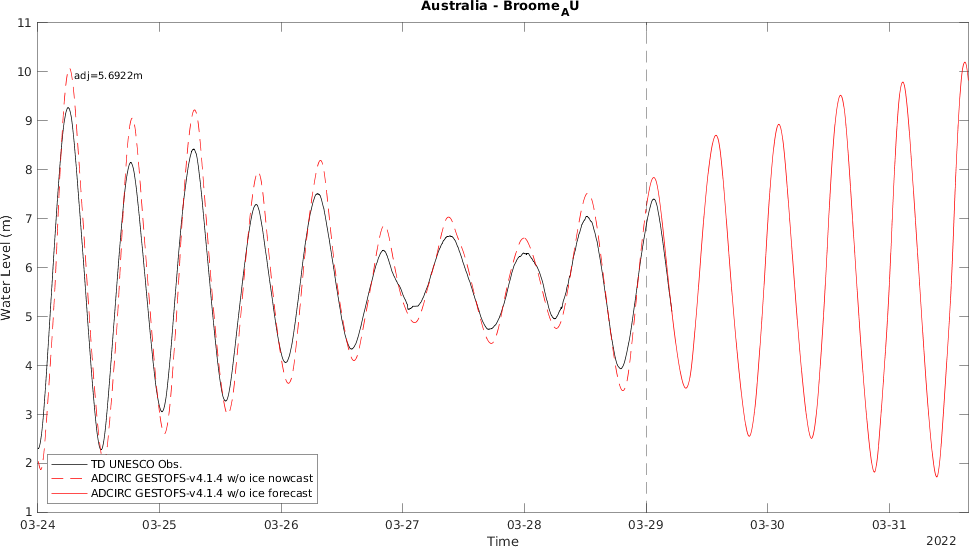 Australia - Broome_AU
11
10
9
8
7
6
5
4
3
2
1
Water Level (m)
adj=5.6922m
TD UNESCO Obs.
ADCIRC GESTOFS-v4.1.4 w/o ice nowcast
ADCIRC GESTOFS-v4.1.4 w/o ice forecast
03-24 03-25 03-26 03-27 03-28 03-29 03-30 03-31
Time
2022